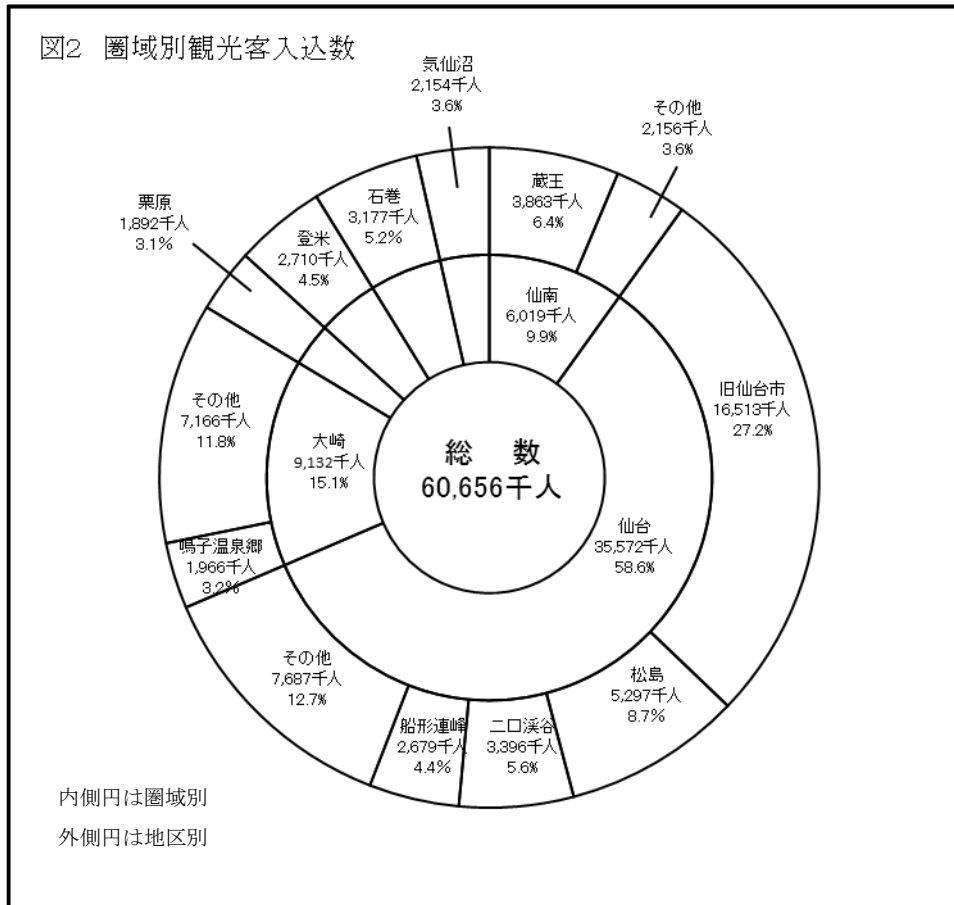 図2 圏域別観光客入込数
気仙沼
2,154千人
3.6%
その他
2,156千人
3.6%
蔵王
3,863千人
6.4%
石巻
3,177千人
5.2%
栗原
1,892千人
3.1%
登米
2,710千人
4.5%
仙南
6,019千人
9.9%
旧仙台市
16,513千人
27.2%
その他
7,166千人
11.8%
大崎
9,132千人
15.1%
総 数
60,656千人
仙台
35,572千人
58.6%
鳴子温泉郷
1,966千人
3.2%
その他
7,687千人
12.7%
松島
5,297千人
8.7%
船形連峰
2,679千人
4.4%
二口渓谷
3,396千人
5.6%
内側円は圏域別
外側円は地区別